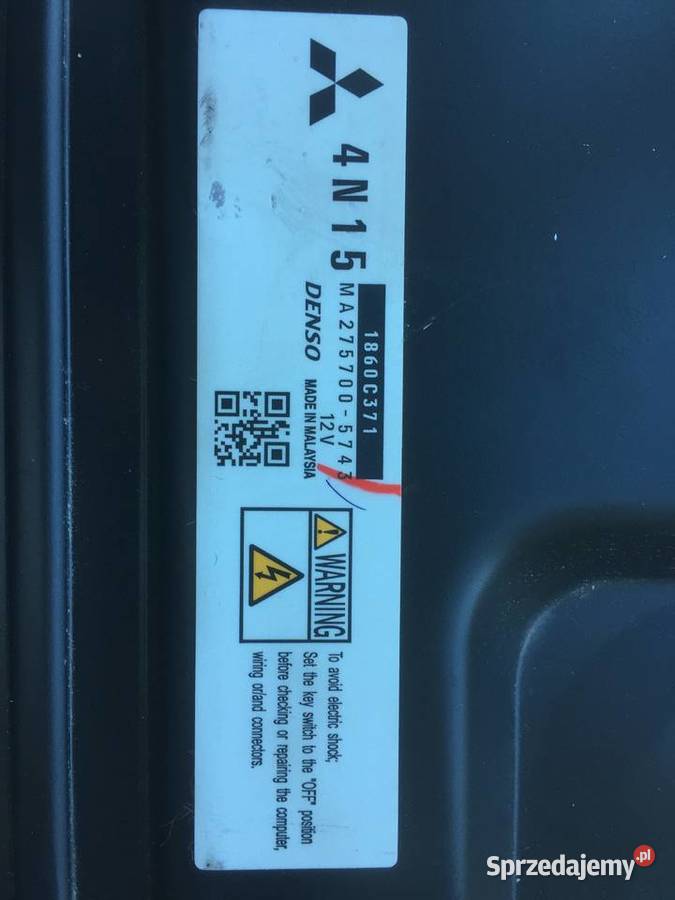 4N15
1860C371
MA275700-5743
12V
DENSO MADE IN MALAYSIA
WARNING
To avoid electric shock;
Set the key switch to the "OFF" position
before checking or repairing the computer,
wiring or/and connectors.
Sprzedajemy.pl